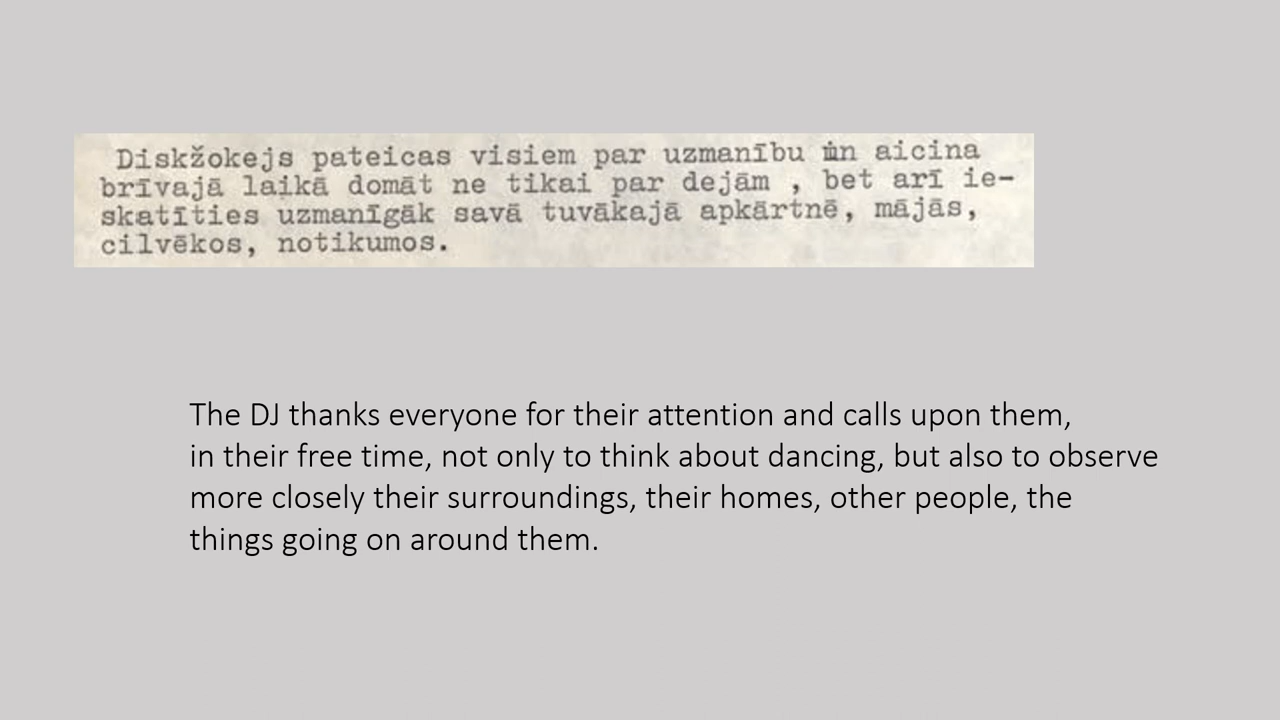 Diskžokejs pateicas visiem par uzmanību un aicina
brīvajā laikā domāt ne tikai par dejām , bet arī ie-
skatīties uzmanīgāk savā tuvākajā apkārtnē, mājās,
cilvēkos, notikumos.
The DJ thanks everyone for their attention and calls upon them,
in their free time, not only to think about dancing, but also to observe
more closely their surroundings, their homes, other people, the
things going on around them.